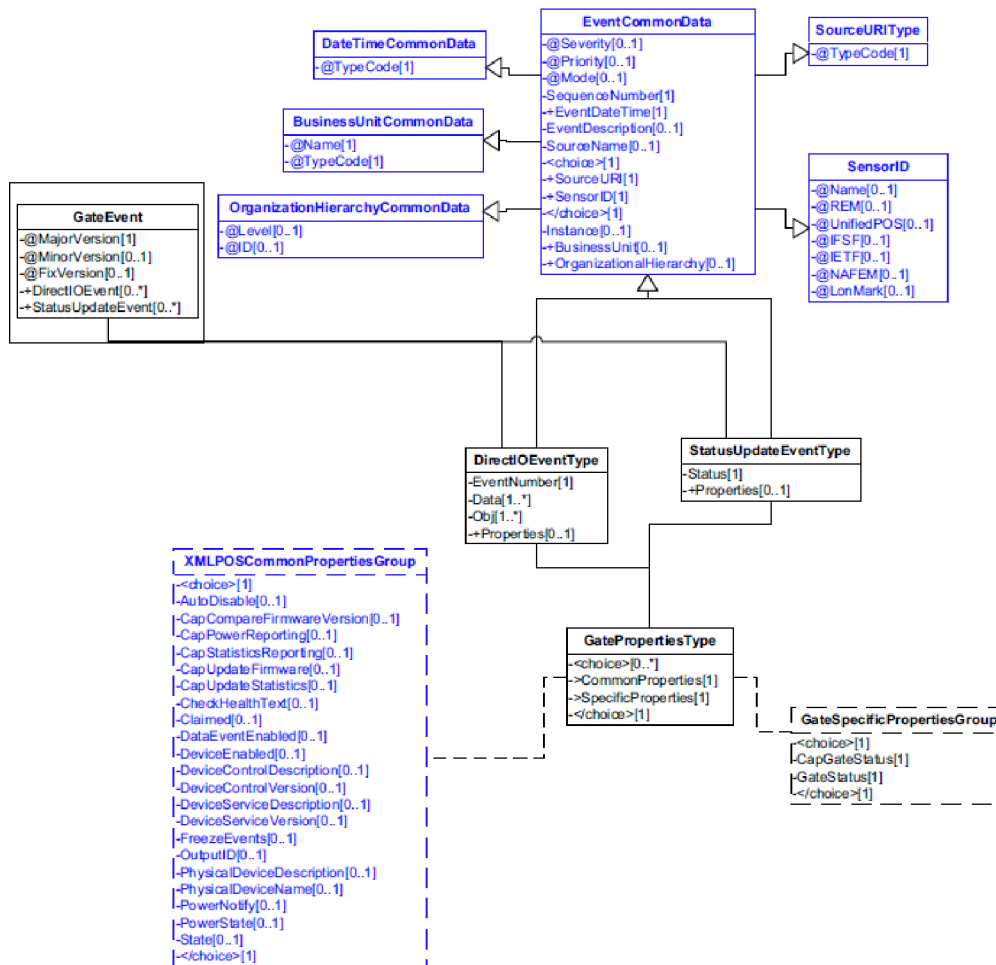 EventCommonData
-@Severity[0..1]
-@Priority[0..1]
-@Mode[0..1]
-SequenceNumber[1]
-+EventDateTime[1]
-EventDescription[0..1]
-SourceName[0..1]
-<choice>[1]
-+SourceURI[1]
-+SensorID[1]
-</choice>[1]
-Instance[0..1]
-+BusinessUnit[0..1]
-+OrganizationalHierarchy[0..1]
DateTimeCommonData
-@TypeCode[1]
SourceURIType
-@TypeCode[1]
BusinessUnitCommonData
-@Name[1]
-@TypeCode[1]
OrganizationHierarchyCommonData
-@Level[0..1]
-@ID[0..1]
SensorID
-@Name[0..1]
-@REM[0..1]
-@UnifiedPOS[0..1]
-@IFSF[0..1]
-@IETF[0..1]
-@NAFEM[0..1]
-@LonMark[0..1]
GateEvent
-@MajorVersion[1]
-@MinorVersion[0..1]
-@FixVersion[0..1]
-+DirectIOEvent[0..*]
-+StatusUpdateEvent[0..*]
DirectIOEventType
-EventNumber[1]
-Data[1..*]
-Obj[1..*]
-+Properties[0..1]
StatusUpdateEventType
-Status[1]
-+Properties[0..1]
XMLPOSCommonPropertiesGroup
-<choice>[1]
-AutoDisable[0..1]
-CapCompareFirmwareVersion[0..1]
-CapPowerReporting[0..1]
-CapStatisticsReporting[0..1]
-CapUpdateFirmware[0..1]
-CapUpdateStatistics[0..1]
-CheckHealthText[0..1]
-Claimed[0..1]
-DataEventEnabled[0..1]
-DeviceEnabled[0..1]
-DeviceControlDescription[0..1]
-DeviceControlVersion[0..1]
-DeviceServiceDescription[0..1]
-DeviceServiceVersion[0..1]
-FreezeEvents[0..1]
-OutputID[0..1]
-PhysicalDeviceDescription[0..1]
-PhysicalDeviceName[0..1]
-PowerNotify[0..1]
-PowerState[0..1]
-State[0..1]
-</choice>[1]
GatePropertiesType
-<choice>[0..*]
->CommonProperties[1]
->SpecificProperties[1]
-</choice>[1]
GateSpecificPropertiesGroup
-<choice>[1]
-CapGateStatus[1]
-GateStatus[1]
-</choice>[1]